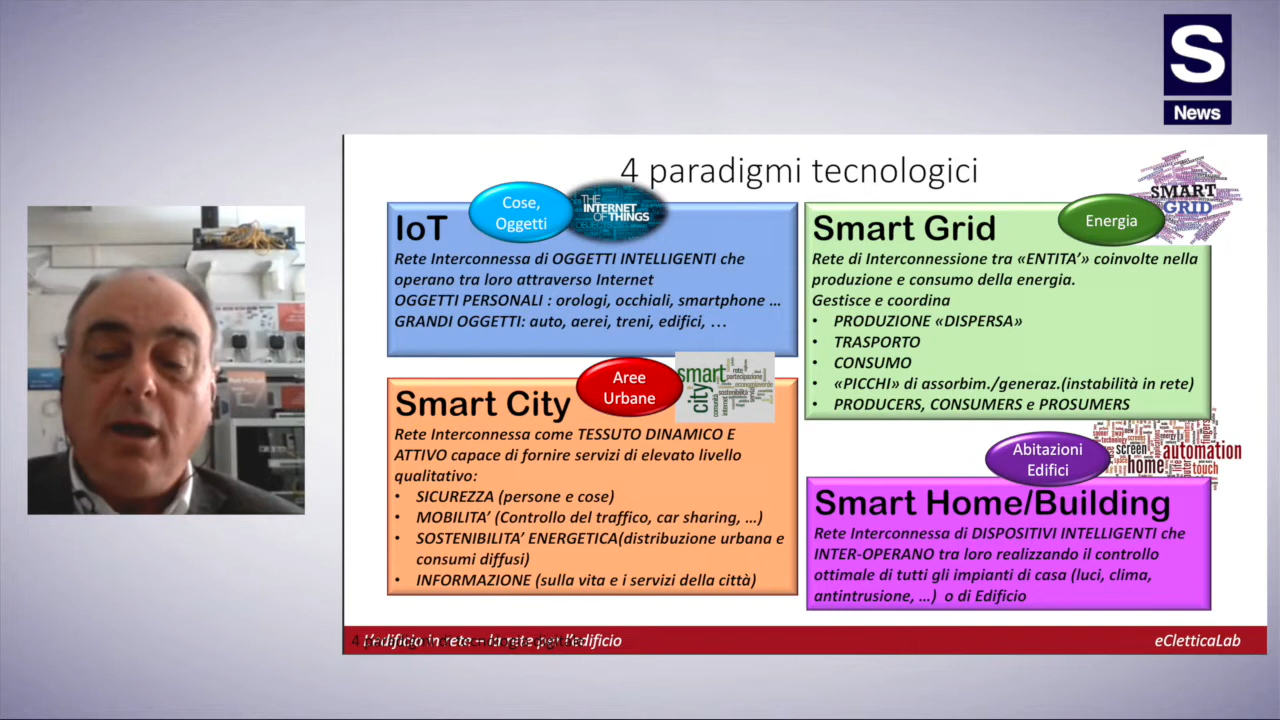 S
News
4 paradigmi tecnologici
Cose,
Oggetti
THE
INTERNET
OF THINGS
IoT
Rete Interconnessa di OGGETTI INTELLIGENTI che
operano tra loro attraverso Internet
OGGETTI PERSONALI : orologi, occhiali, smartphone …
GRANDI OGGETTI: auto, aerei, treni, edifici, …
SMART
GRID
Energia
Smart Grid
Rete di Interconnessione tra «ENTITA’» coinvolte nella
produzione e consumo della energia.
Gestisce e coordina
• PRODUZIONE «DISPERSA»
• TRASPORTO
• CONSUMO
• «PICCHI» di assorbim./generaz.(instabilità in rete)
• PRODUCERS, CONSUMERS e PROSUMERS
Aree
Urbane
smart
city
rete
partecipazione
economiaverde
sostenibilità
Smart City
Rete Interconnessa come TESSUTO DINAMICO E
ATTIVO capace di fornire servizi di elevato livello
qualitativo:
• SICUREZZA (persone e cose)
• MOBILITA’ (Controllo del traffico, car sharing, …)
• SOSTENIBILITA’ ENERGETICA(distribuzione urbana e
consumi diffusi)
• INFORMAZIONE (sulla vita e i servizi della città)
Abitazioni
Edifici
screen
automation
home
touch
Smart Home/Building
Rete Interconnessa di DISPOSITIVI INTELLIGENTI che
INTER-OPERANO tra loro realizzando il controllo
ottimale di tutti gli impianti di casa (luci, clima,
antintrusione, …) o di Edificio
L’edificio in rete – la rete per l’edificio
eCletticaLab